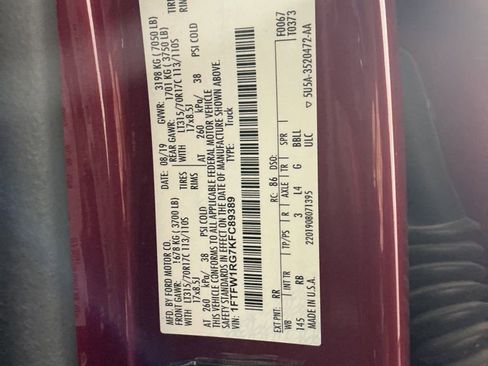 MFD. BY FORD MOTOR CO.
DATE: 08/19
GVWR: 3198 KG ( 7050 LB)
FRONT GAWR: 1678 KG ( 3700 LB)
REAR GAWR: 1701 KG ( 3750 LB)
LT315/70R17C 113/110S TIRES
WITH LT315/70R17C 113/110S TIRES
17x8.5J RIMS
WITH 17x8.5J RIMS
AT 260 kPa/ 38 PSI COLD
AT 260 kPa/ 38 PSI COLD
THIS VEHICLE CONFORMS TO ALL APPLICABLE FEDERAL MOTOR VEHICLE
STANDARDS IN EFFECT ON THE DATE OF MANUFACTURE SHOWN ABOVE.
VIN: 1FTFW1RG7KFC89389
TYPE: Truck
F0067
T0373
EXT PNT: RR RC: 86 DSO:
WB INT TR TP/PS R AXLE TR SPR
145 RB 3 L4 G BBLL
MADE IN U.S.A. 2201908071395 ULC
▽ 5U5A-3520472-AA